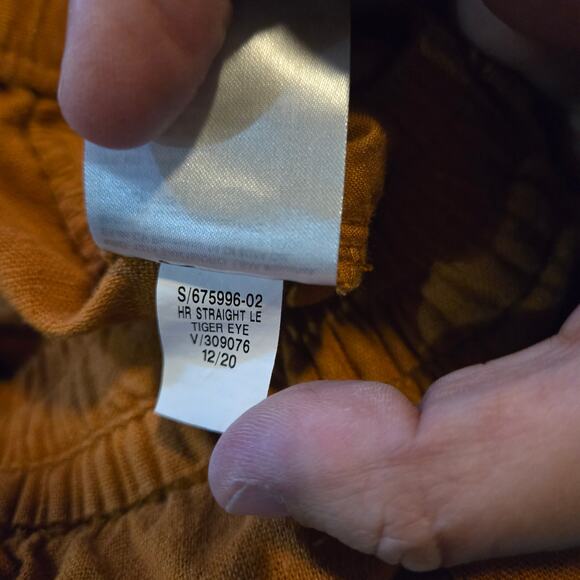 S/675996-02
HR STRAIGHT LE
TIGER EYE
V/309076
12/20